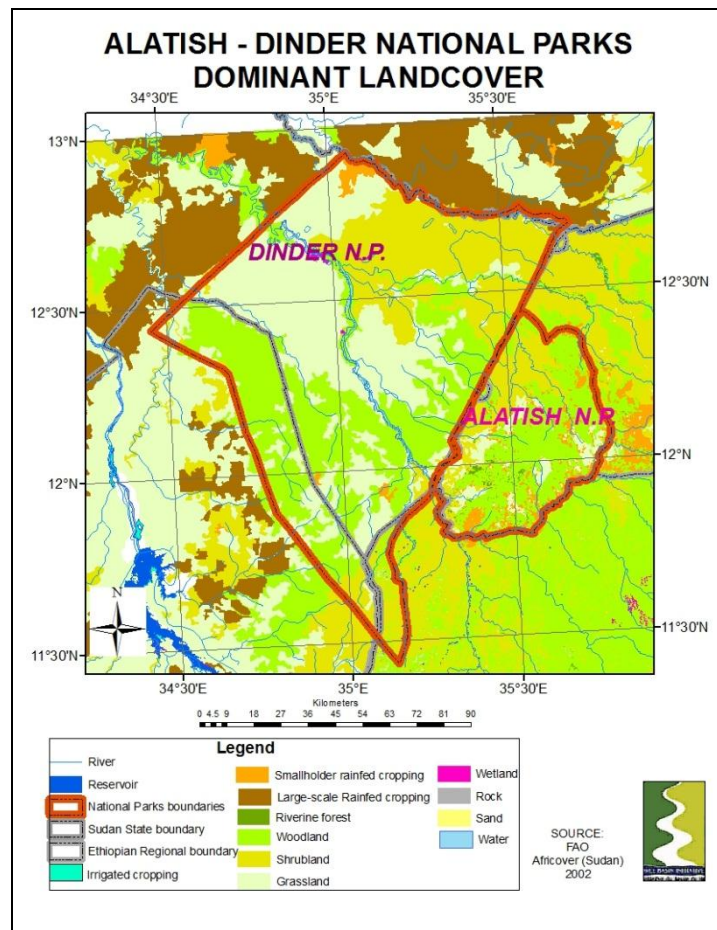 ALATISH - DINDER NATIONAL PARKS
DOMINANT LANDCOVER
34°30'E
35°E
35°30'E
13°N
DINDER N.P.
12°30'N
12°30'N
ALATISH N.P.
12°N
12°N
N
11°30'N
11°30'N
34°30'E
35°E
35°30'E
Kilometers
0 4.5 9 18 27 36 45 54 63 72 81 90
Legend
River
Reservoir
National Parks boundaries
Sudan State boundary
Ethiopian Regional boundary
Irrigated cropping
Smallholder rainfed cropping
Large-scale Rainfed cropping
Riverine forest
Woodland
Shrubland
Grassland
Wetland
Rock
Sand
Water
SOURCE:
FAO
Africover (Sudan)
2002
NILE BASIN INITIATIVE